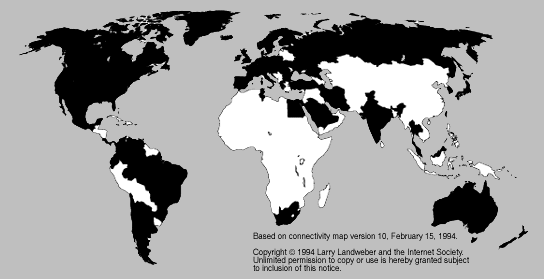 Based on connectivity map version 10, February 15, 1994.
Copyright © 1994 Larry Landweber and the Internet Society.
Unlimited permission to copy or use is hereby granted subject
to inclusion of this notice.